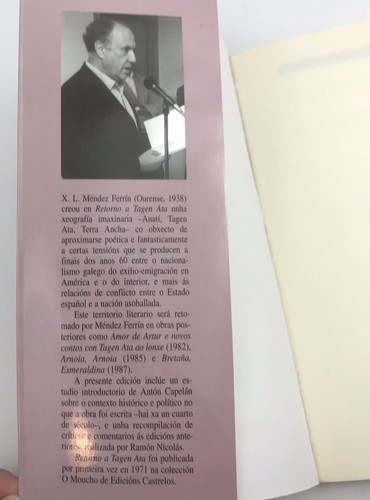 X. L. Méndez Ferrín (Ourense, 1938)
creou en Retorno a Tagen Ata unha
xeografía imaxinaria –Anatí, Tagen
Ata, Terra Ancha– co obxecto de
aproximarse poética e fantasticamente
a certas tensións que se producen a
finais dos anos 60 entre o naciona-
lismo galego do exilio-emigración en
América e o do interior, e mais ás
relacións de conflicto entre o Estado
español e a nación asoballada.
Este territorio literario será reto-
mado por Méndez Ferrín en obras pos-
teriores como Amor de Artur e novos
contos con Tagen Ata ao lonxe (1982),
Arnoia, Arnoia (1985) e Bretaña,
Esmeraldina (1987).
A presente edición inclúe un es-
tudio introductorio de Antón Capelán
sobre o contexto histórico e político no
que a obra foi escrita –hai xa un cuarto
de século–, e unha recompilación de
críticas e comentarios ás edicións ante-
riores, realizada por Ramón Nicolás.
Retorno a Tagen Ata foi publicada
por primeira vez en 1971 na colección
O Moucho de Edicións Castrelos.